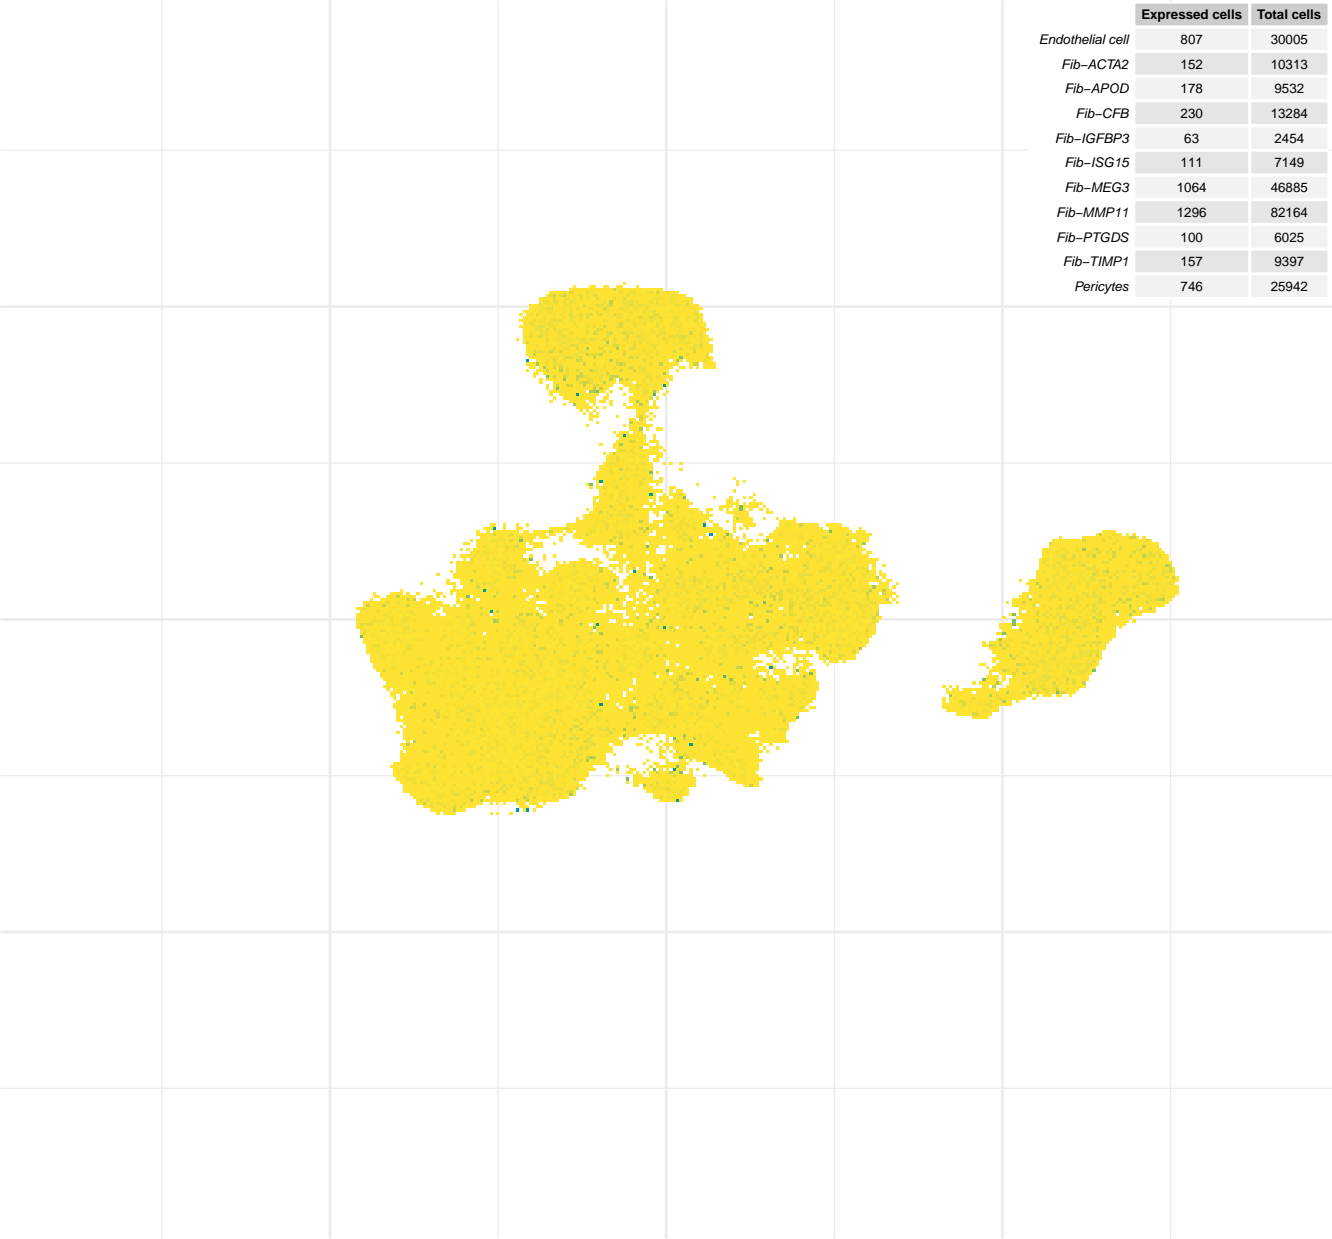 Expressed cells Total cells
Endothelial cell 807 30005
Fib−ACTA2 152 10313
Fib−APOD 178 9532
Fib−CFB 230 13284
Fib−IGFBP3 63 2454
Fib−ISG15 111 7149
Fib−MEG3 1064 46885
Fib−MMP11 1296 82164
Fib−PTGDS 100 6025
Fib−TIMP1 157 9397
Pericytes 746 25942